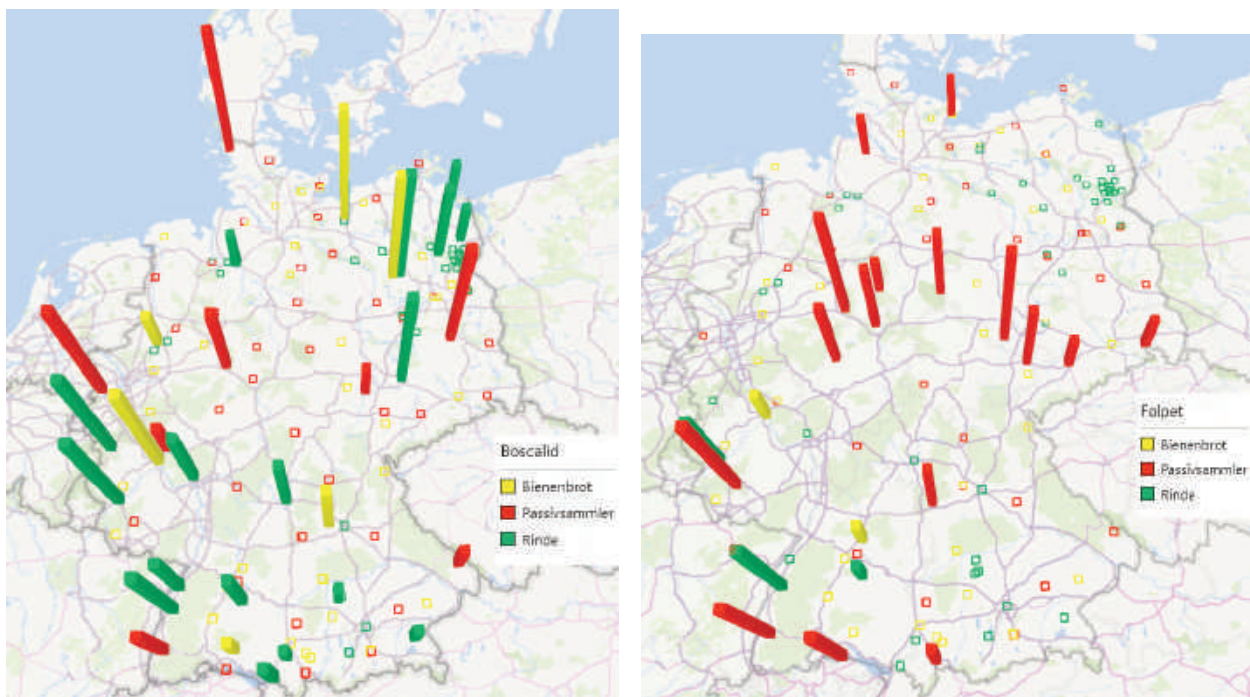 Boscalid
Bienenbrot
Passivsammler
Rinde
Folpet
Bienenbrot
Passivsammler
Rinde